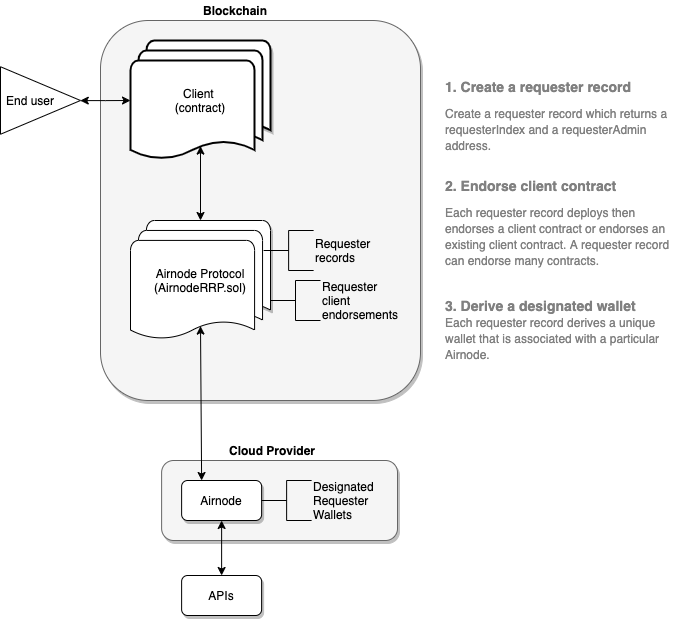 Blockchain
End user
Client
(contract)
Airnode Protocol
(AirnodeRRP.sol)
Requester
records
Requester
client
endorsements
Cloud Provider
Airnode
Designated
Requester
Wallets
APIs
1. Create a requester record
Create a requester record which returns a
requesterIndex and a requesterAdmin
address.
2. Endorse client contract
Each requester record deploys then
endorses a client contract or endorses an
existing client contract. A requester record
can endorse many contracts.
3. Derive a designated wallet
Each requester record derives a unique
wallet that is associated with a particular
Airnode.